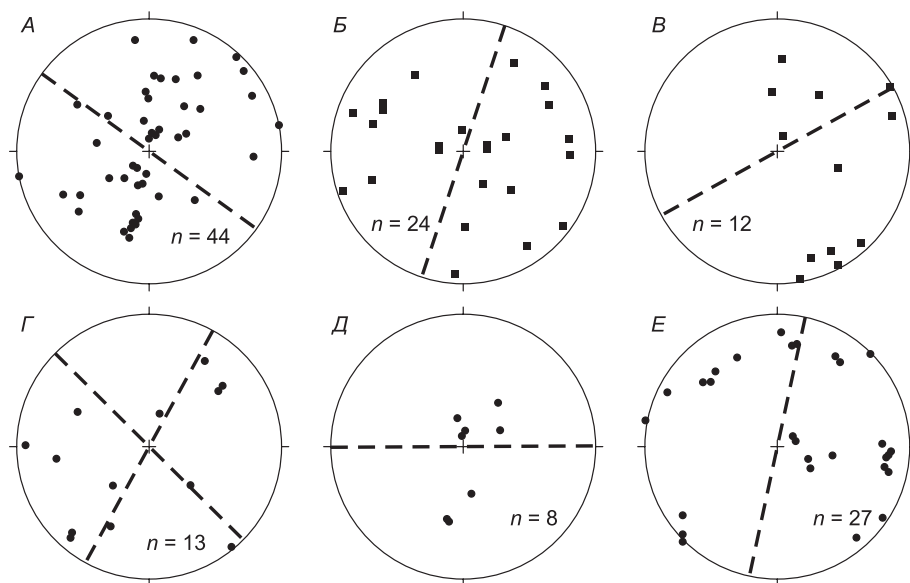 А
Б
В
n = 44
n = 24
n = 12
Г
Д
Е
n = 13
n = 8
n = 27